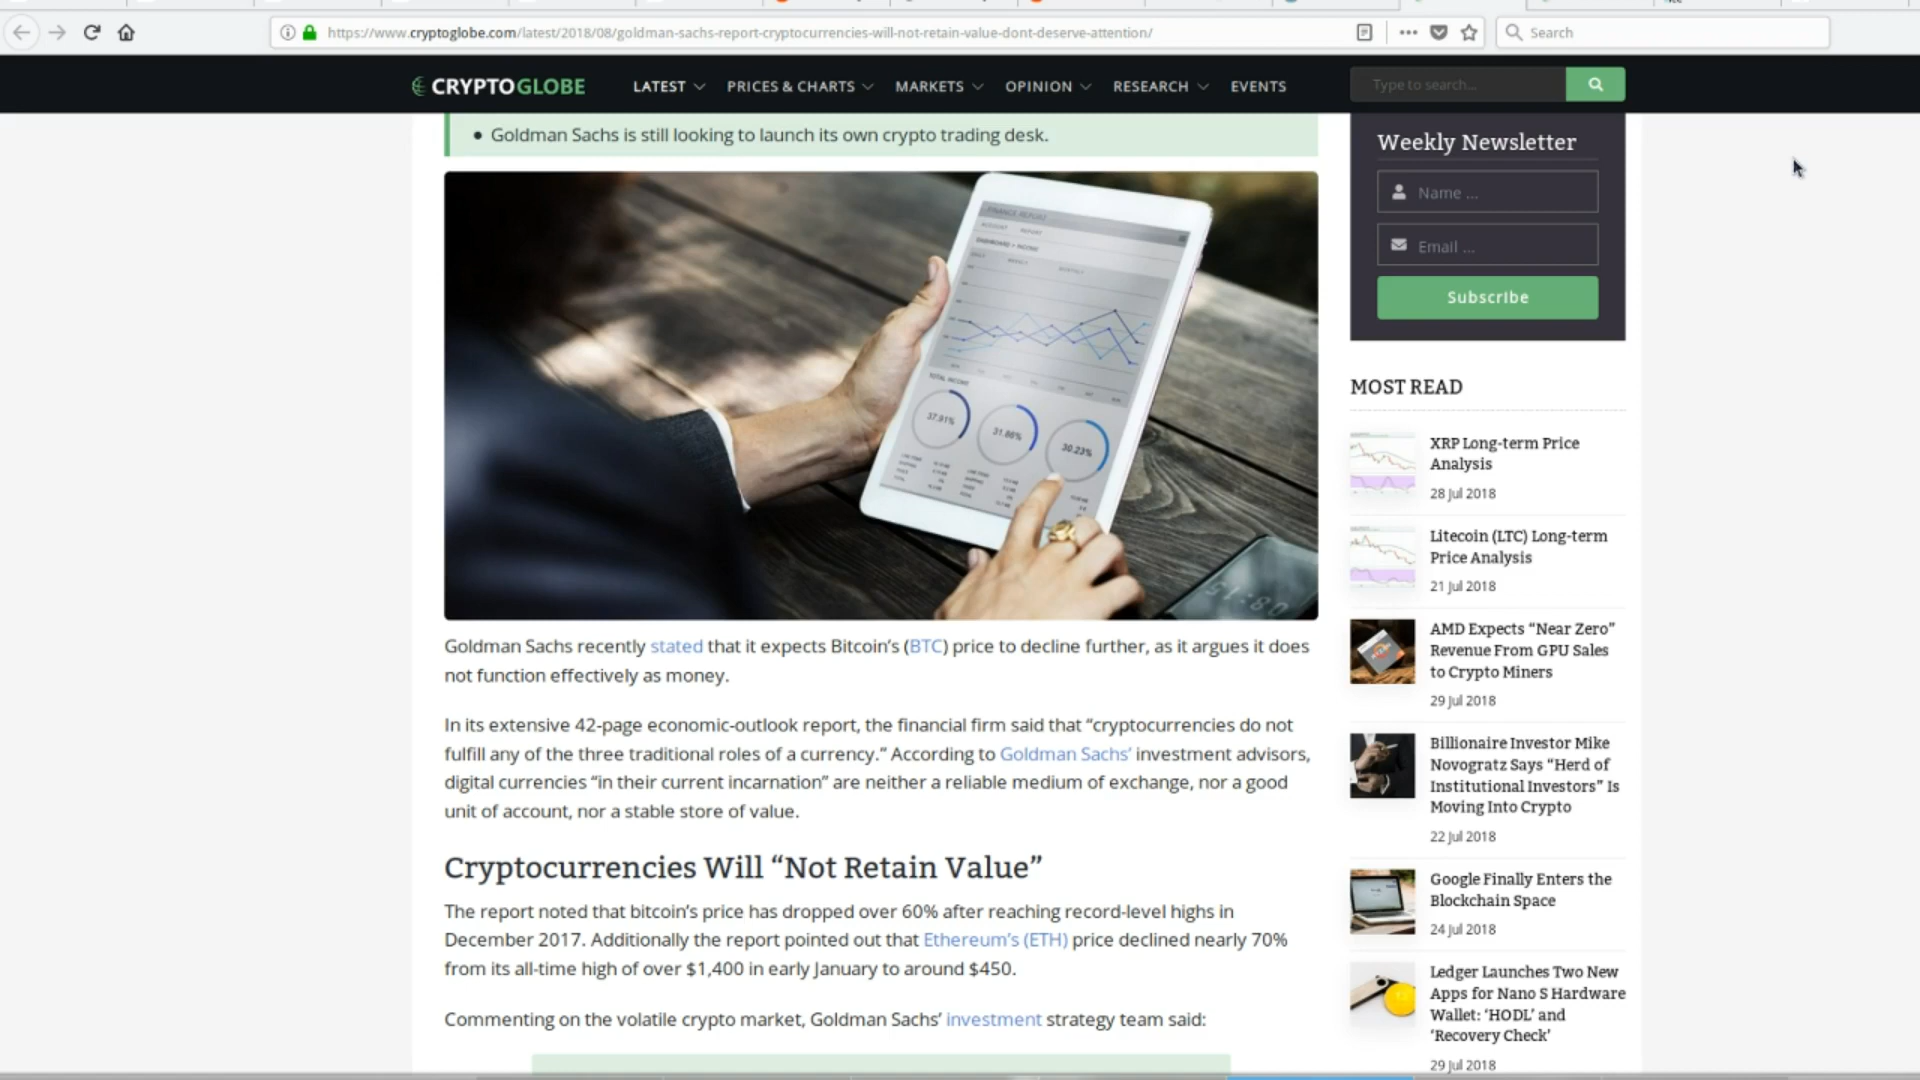 https://www.cryptoglobe.com/latest/2018/08/goldman-sachs-report-cryptocurrencies-will-not-retain-value-dont-deserve-attention/
Search
CRYPTOGLOBE
LATEST
PRICES & CHARTS
MARKETS
OPINION
RESEARCH
EVENTS
Type to search...
• Goldman Sachs is still looking to launch its own crypto trading desk.
FINANCE REPORT
TOTAL INCOME
37.91%
31.88%
30.23%
Goldman Sachs recently stated that it expects Bitcoin’s (BTC) price to decline further, as it argues it does
not function effectively as money.
In its extensive 42-page economic-outlook report, the financial firm said that “cryptocurrencies do not
fulfill any of the three traditional roles of a currency.” According to Goldman Sachs’ investment advisors,
digital currencies “in their current incarnation” are neither a reliable medium of exchange, nor a good
unit of account, nor a stable store of value.
Cryptocurrencies Will “Not Retain Value”
The report noted that bitcoin’s price has dropped over 60% after reaching record-level highs in
December 2017. Additionally the report pointed out that Ethereum’s (ETH) price declined nearly 70%
from its all-time high of over $1,400 in early January to around $450.
Commenting on the volatile crypto market, Goldman Sachs’ investment strategy team said:
Weekly Newsletter
Name ...
Email ...
Subscribe
MOST READ
XRP Long-term Price
Analysis
28 Jul 2018
Litecoin (LTC) Long-term
Price Analysis
21 Jul 2018
AMD Expects “Near Zero”
Revenue From GPU Sales
to Crypto Miners
29 Jul 2018
Billionaire Investor Mike
Novogratz Says “Herd of
Institutional Investors” Is
Moving Into Crypto
22 Jul 2018
Google Finally Enters the
Blockchain Space
24 Jul 2018
Ledger Launches Two New
Apps for Nano S Hardware
Wallet: ‘HODL’ and
‘Recovery Check’
29 Jul 2018